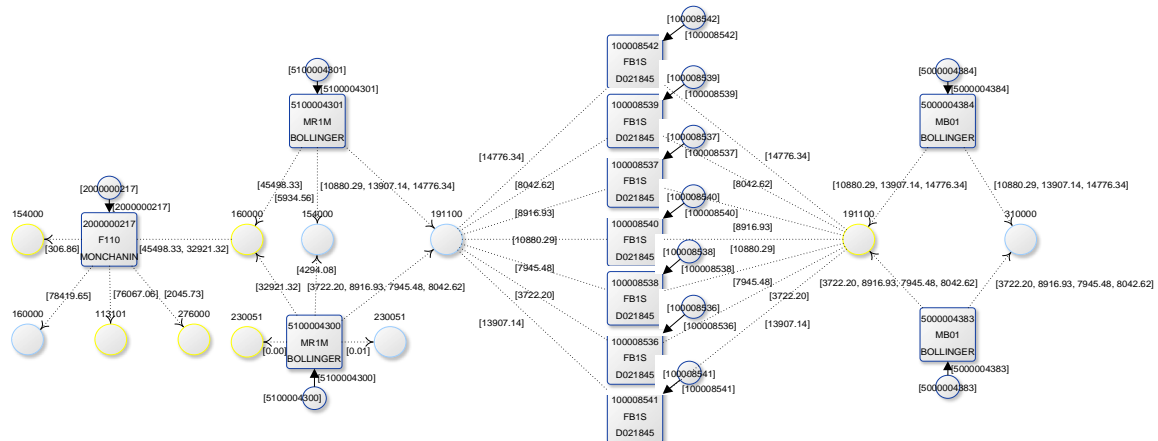 [2000000217]
[2000000217]
2000000217
F110
MONCHANIN
154000
[306.86]
[78419.65]
160000
[76067.06]
113101
[2045.73]
276000
[45498.33, 32921.32]
[5100004301]
[5100004301]
5100004301
MR1M
BOLLINGER
[45498.33]
[5934.56]
[10880.29, 13907.14, 14776.34]
160000
154000
191100
[32921.32]
[4294.08]
[3722.20, 8916.93, 7945.48, 8042.62]
230051
[0.00]
5100004300
MR1M
BOLLINGER
[0.01]
230051
[5100004300]
[5100004300]
[14776.34]
[8042.62]
[8916.93]
[10880.29]
[7945.48]
[3722.20]
[13907.14]
[100008542]
[100008542]
100008542
FB1S
D021845
[100008539]
[100008539]
100008539
FB1S
D021845
[100008537]
[100008537]
100008537
FB1S
D021845
[100008540]
[100008540]
100008540
FB1S
D021845
[100008538]
[100008538]
100008538
FB1S
D021845
[100008536]
[100008536]
100008536
FB1S
D021845
[100008541]
[100008541]
100008541
FB1S
D021845
[14776.34]
[8042.62]
[8916.93]
[10880.29]
[7945.48]
[3722.20]
[13907.14]
191100
[5000004384]
[5000004384]
5000004384
MB01
BOLLINGER
[10880.29, 13907.14, 14776.34]
[10880.29, 13907.14, 14776.34]
310000
[3722.20, 8916.93, 7945.48, 8042.62]
[3722.20, 8916.93, 7945.48, 8042.62]
5000004383
MB01
BOLLINGER
[5000004383]
[5000004383]